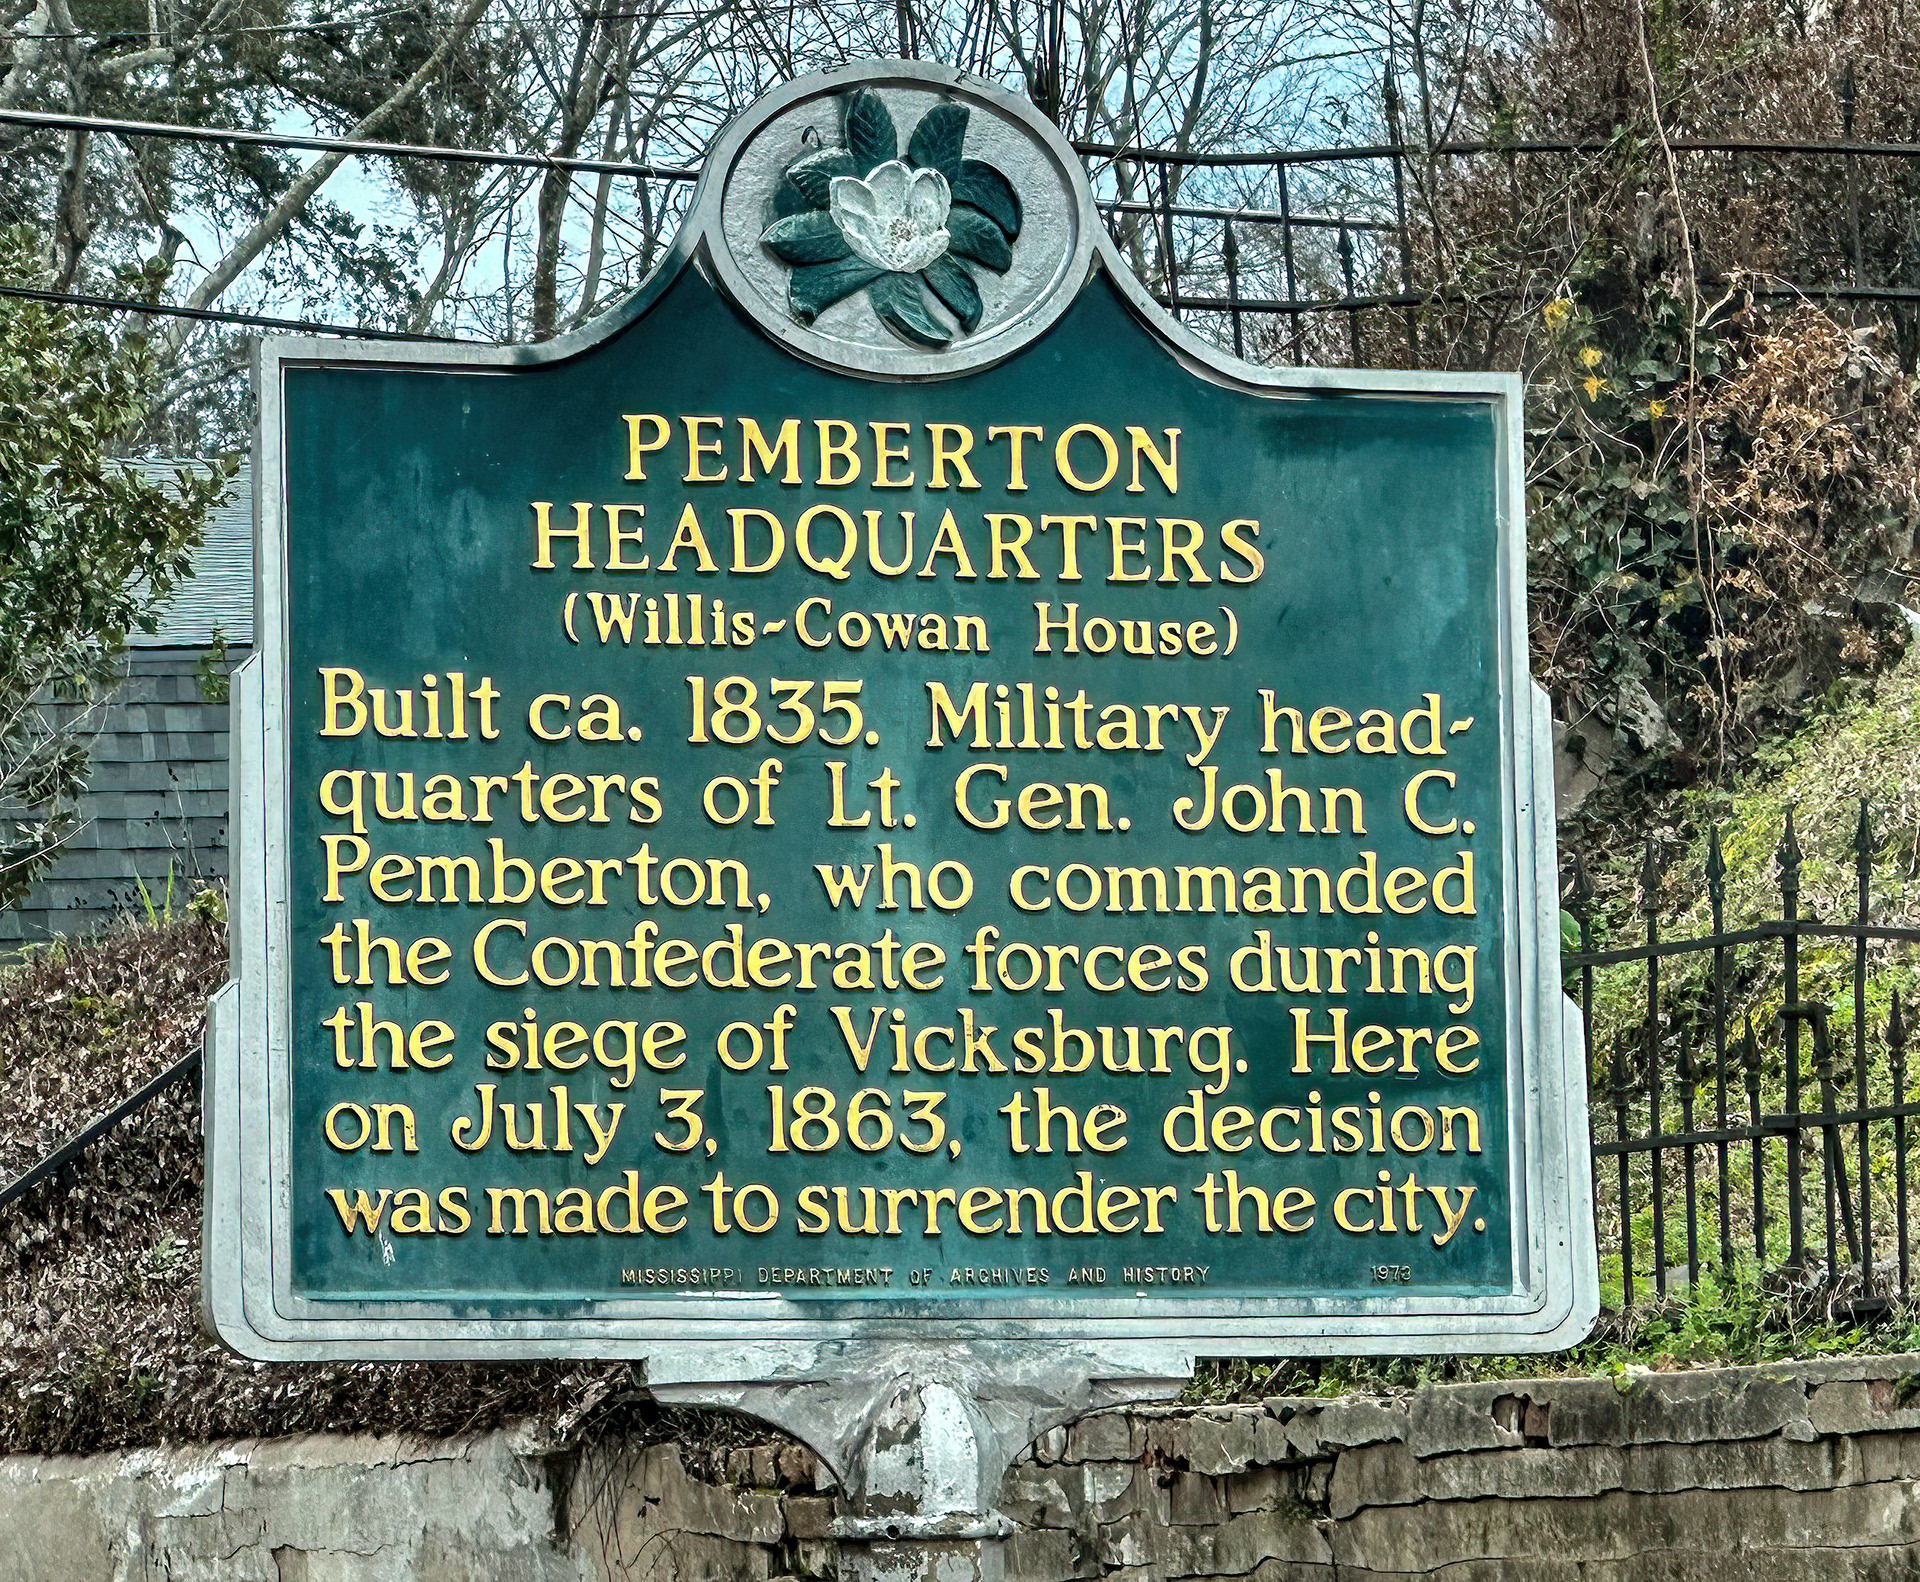 PEMBERTON
HEADQUARTERS
(Willis-Cowan House)
Built ca. 1835. Military head-
quarters of Lt. Gen. John C.
Pemberton, who commanded
the Confederate forces during
the siege of Vicksburg. Here
on July 3, 1863, the decision
was made to surrender the city.
MISSISSIPPI DEPARTMENT OF ARCHIVES AND HISTORY